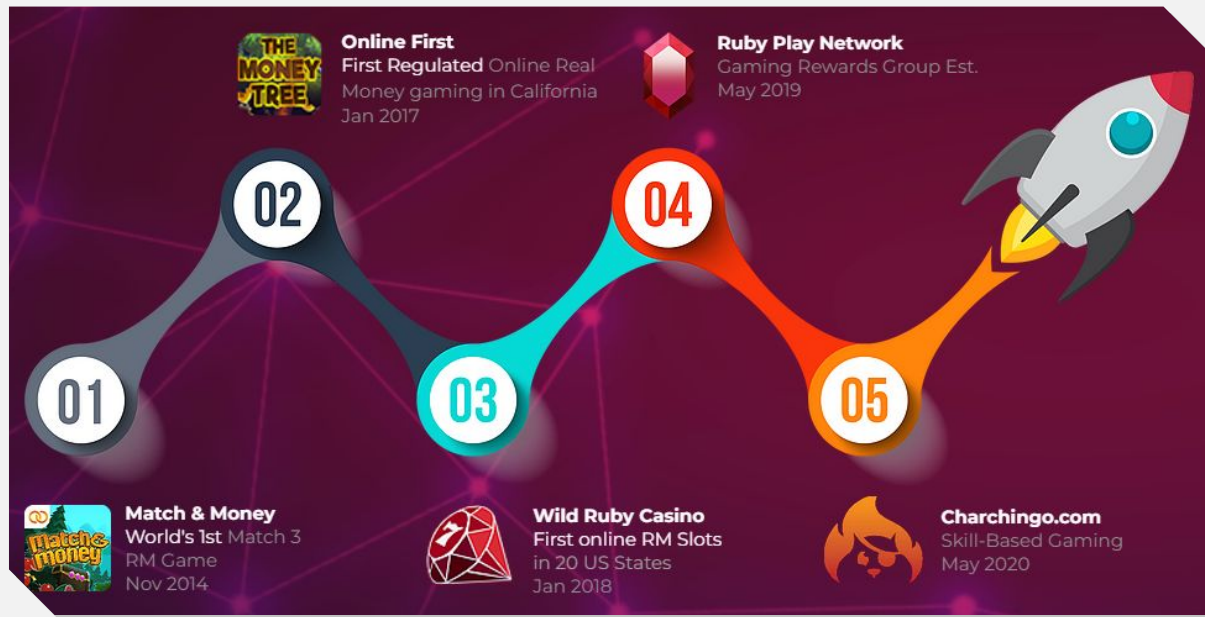 THE
MONEY
TREE
Online First
First Regulated Online Real
Money gaming in California
Jan 2017
Ruby Play Network
Gaming Rewards Group Est.
May 2019
02
04
01
03
05
match &
money
Match & Money
World's 1st Match 3
RM Game
Nov 2014
7
Wild Ruby Casino
First online RM Slots
in 20 US States
Jan 2018
Charchingo.com
Skill-Based Gaming
May 2020